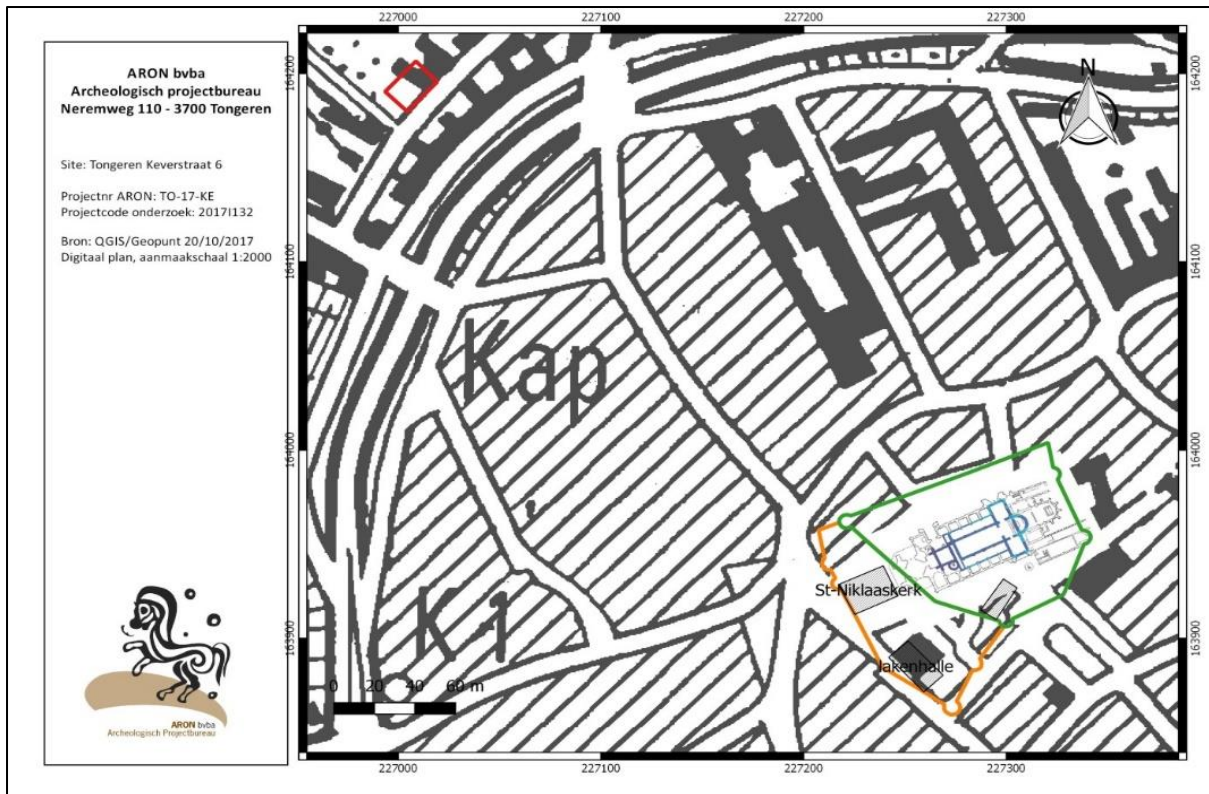 ARON bvba
Archeologisch projectbureau
Neremweg 110 - 3700 Tongeren
Site: Tongeren Keverstraat 6
Projectnr ARON: TO-17-KE
Projectcode onderzoek: 2017I132
Bron: QGIS/Geopunt 20/10/2017
Digitaal plan, aanmaakschaal 1:2000
ARON bvba
Archeologisch Projectbureau
227000 227100 227200 227300
164200
164100
164000
163900
N
Kap
K1
St-Niklaaskerk
lakenhalle
0 20 40 60 m
164200
164100
164000
163900
227000 227100 227200 227300